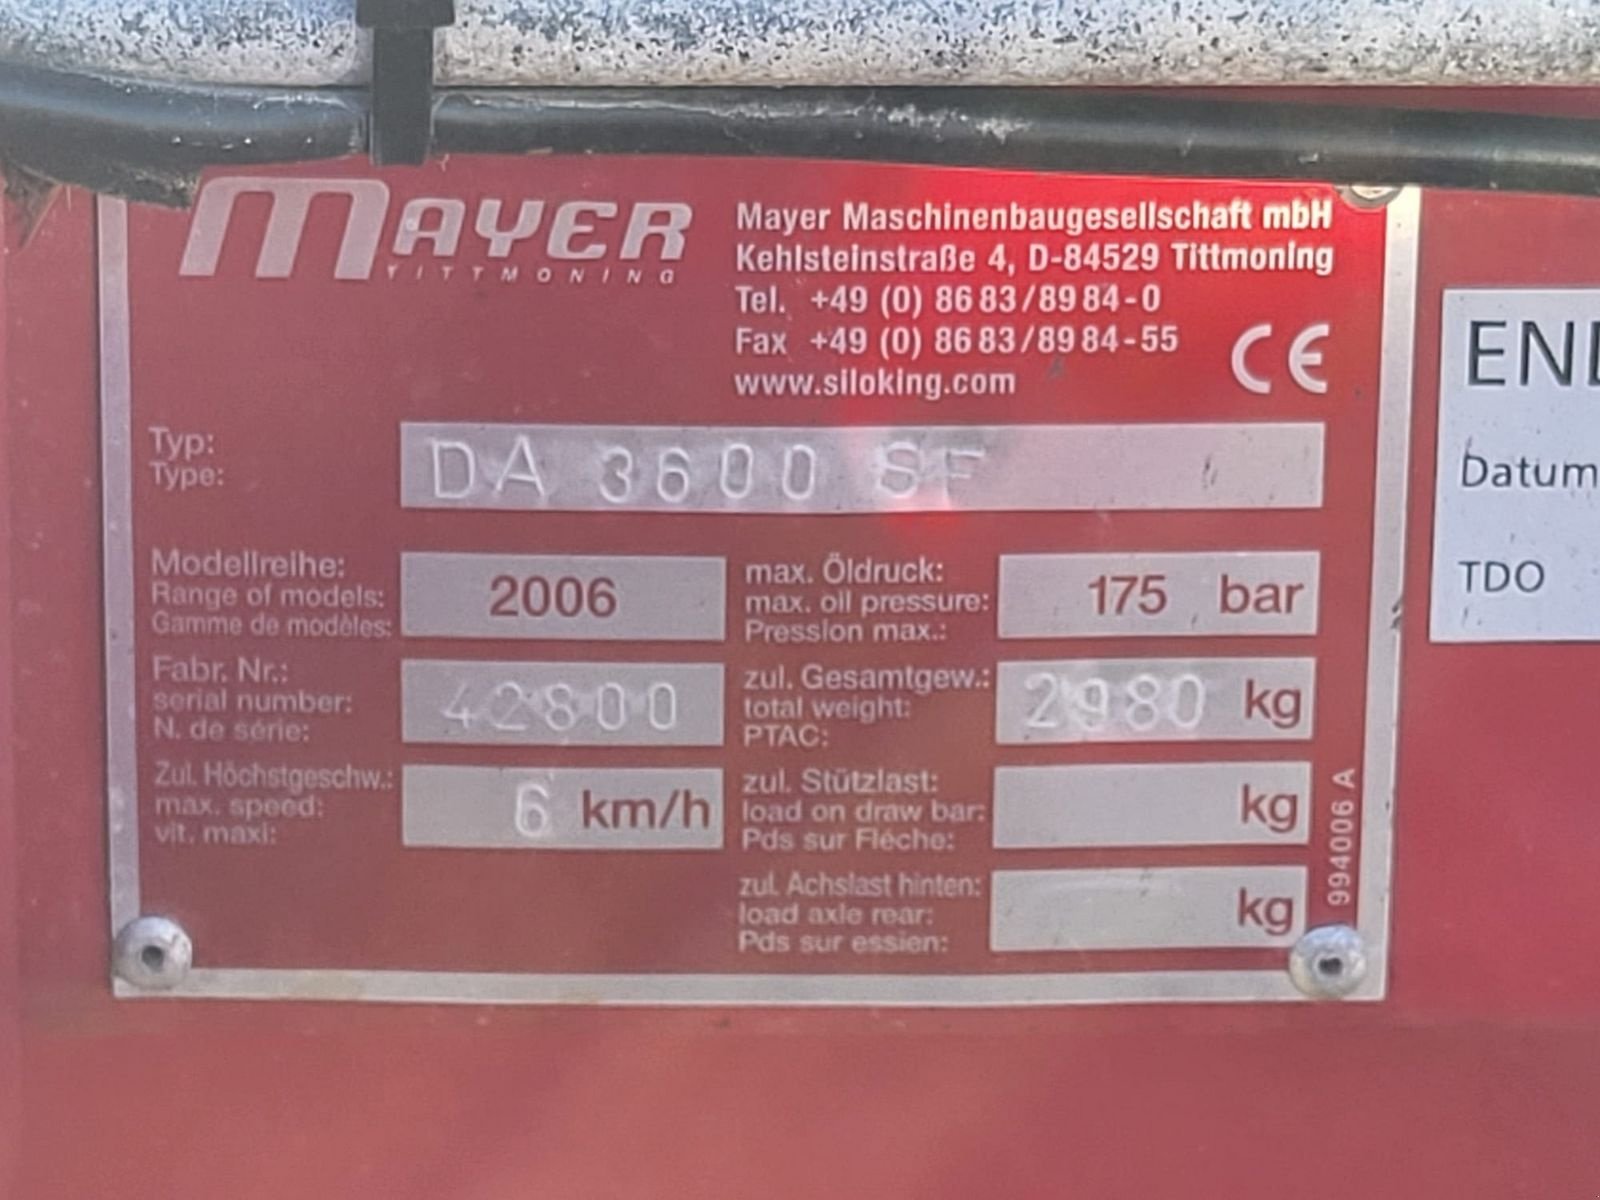 MAYER
TITTMONING
Mayer Maschinenbaugesellschaft mbH
Kehlsteinstraße 4, D-84529 Tittmoning
Tel. +49 (0) 86 83/89 84-0
Fax +49 (0) 86 83/89 84-55
www.siloking.com
CE
Typ:
Type:
DA 3600 SF
Modellreihe:
Range of models:
Gamme de modèles:
2006
max. Öldruck:
max. oil pressure:
Pression max.:
175 bar
Fabr. Nr.:
serial number:
N. de série:
42800
zul. Gesamtgew.:
total weight:
PTAC:
2980 kg
Zul. Höchstgeschw.:
max. speed:
vit. maxi:
6 km/h
zul. Stützlast:
load on draw bar:
Pds sur Fléche:
kg
zul. Achslast hinten:
load axle rear:
Pds sur essien:
kg
994006 A
Datum
TDO